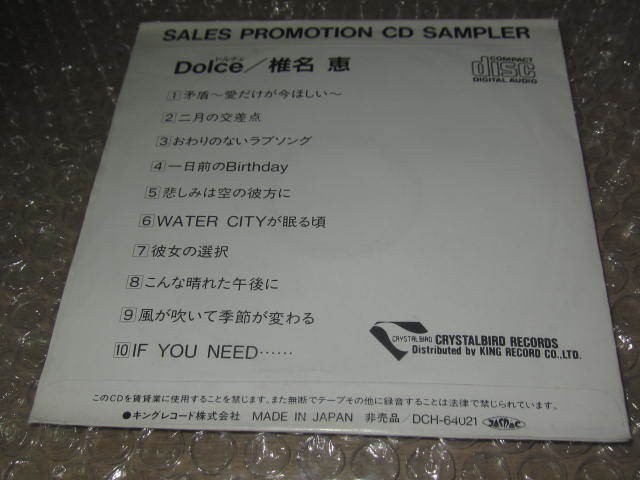 SALES PROMOTION CD SAMPLER
ドルチェ
Dolce／椎名 恵
COMPACT
disc
DIGITAL AUDIO
1 矛盾～愛だけが今ほしい～
2 二月の交差点
3 おわりのないラブソング
4 一日前のBirthday
5 悲しみは空の彼方に
6 WATER CITYが眠る頃
7 彼女の選択
8 こんな晴れた午後に
9 風が吹いて季節が変わる
10 IF YOU NEED……
CRYSTALBIRD
CRYSTALBIRD RECORDS
Distributed by KING RECORD CO.,LTD.
このCDを賃貸業に使用することを禁じます。また無断でテープその他に録音することは法律で禁じられています。
●キングレコード株式会社 MADE IN JAPAN 非売品／DCH-64021 JASRAC